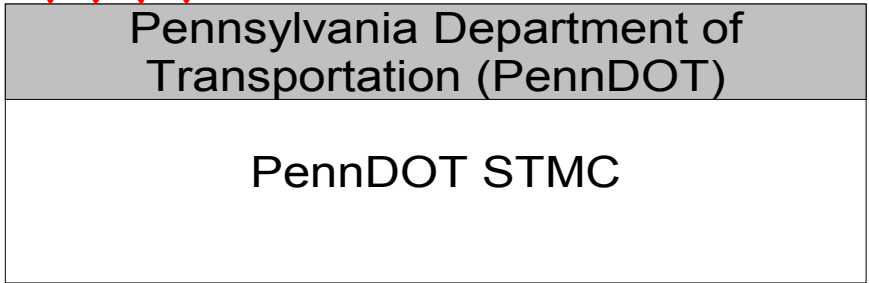 Pennsylvania Department of
Transportation (PennDOT)
PennDOT STMC